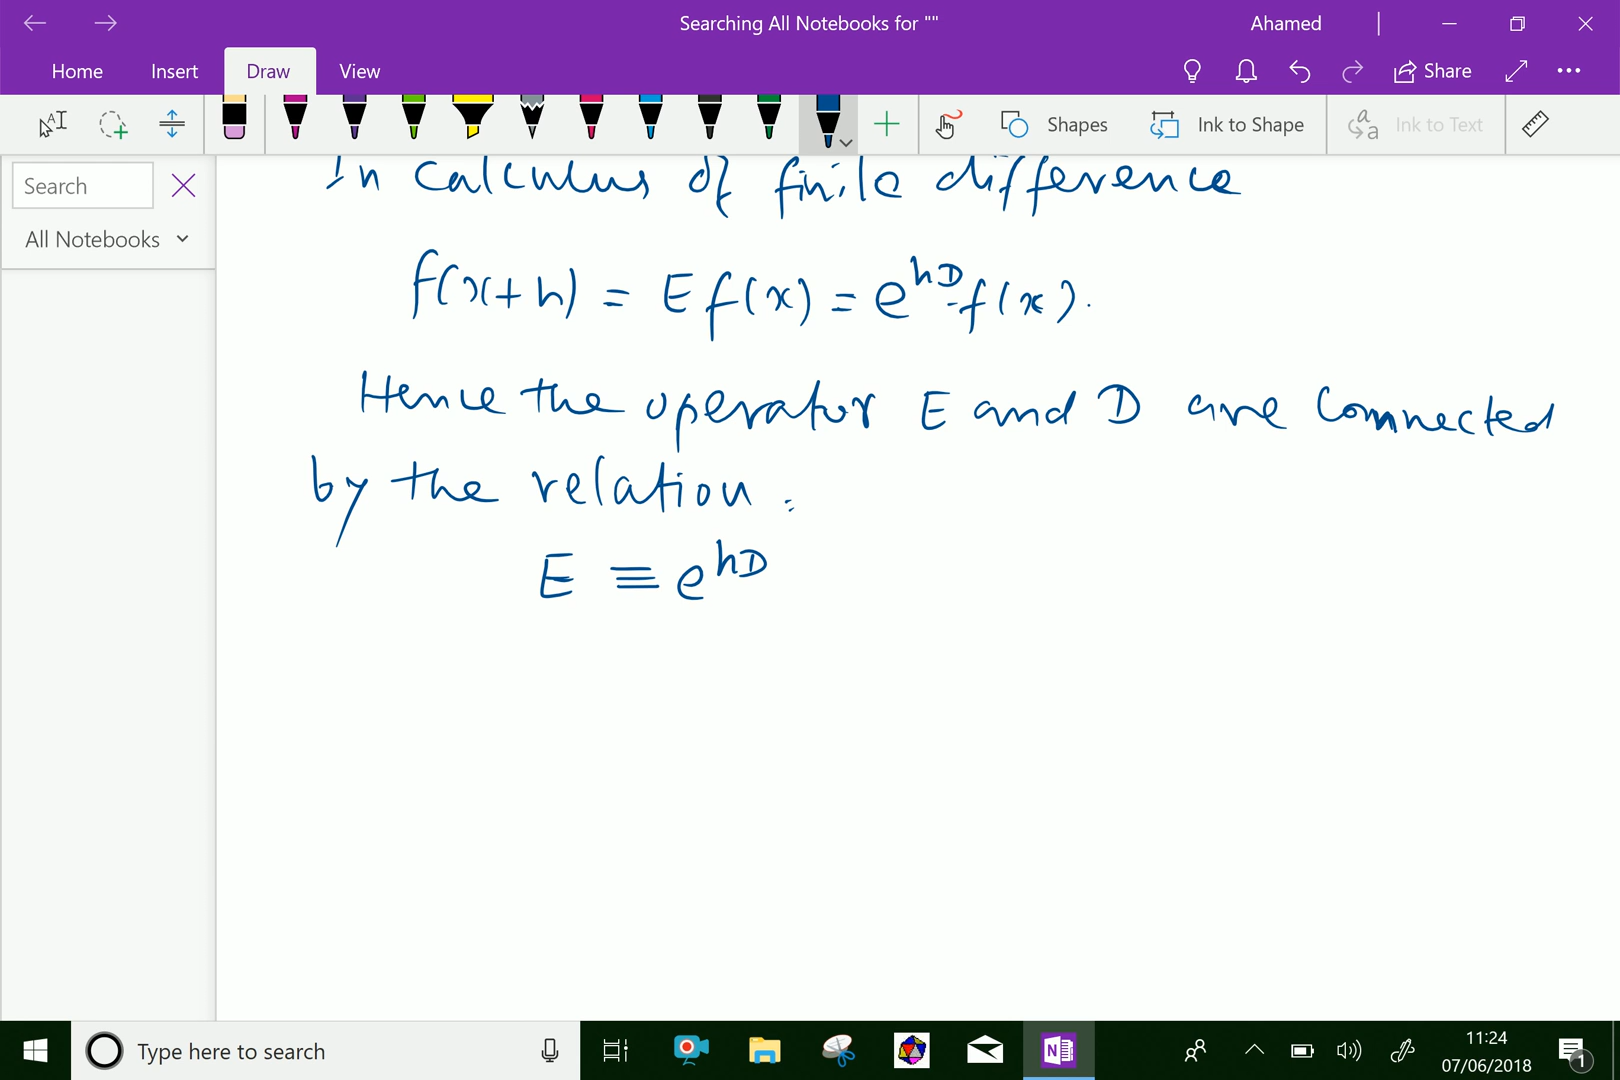 Searching All Notebooks for ""
Ahamed
Home Insert Draw View
Share
Shapes
Ink to Shape
Ink to Text
Search
All Notebooks
In calculus of finite difference
f(x+h) = E f(x) = e^{hD} f(x).
Hence the operator E and D are connected
by the relation :
E ≡ e^{hD}
Type here to search
N
11:24
07/06/2018
1